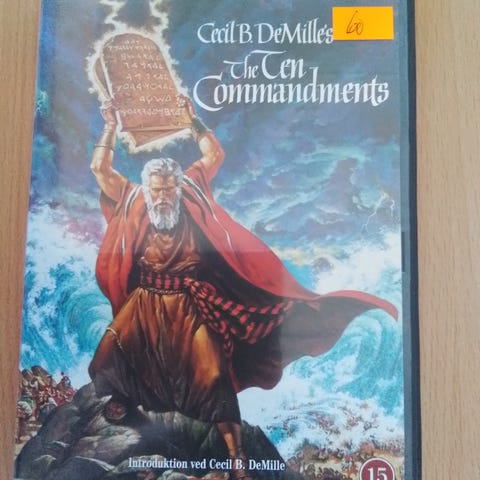 Cecil B. DeMille's
60
The Ten
Commandments
Introduktion ved Cecil B. DeMille
15